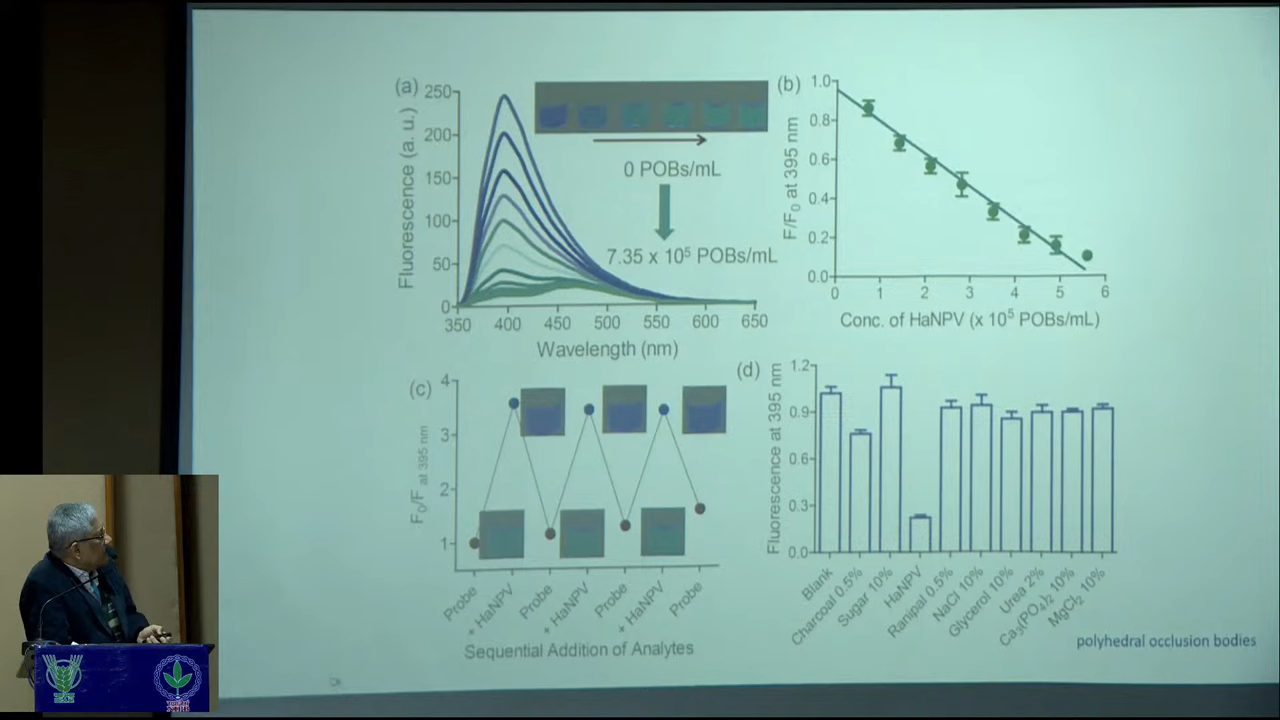 (a)
Fluorescence (a. u.)
250
200
150
100
50
0
350 400 450 500 550 600 650
Wavelength (nm)
0 POBs/mL
7.35 x 10⁵ POBs/mL
(b)
F/F₀ at 395 nm
1.0
0.8
0.6
0.4
0.2
0.0
0 1 2 3 4 5 6
Conc. of HaNPV (x 10⁵ POBs/mL)
(c)
F₀/F at 395 nm
4
3
2
1
Probe
+ HaNPV
Probe
+ HaNPV
Probe
+ HaNPV
Probe
Sequential Addition of Analytes
(d)
Fluorescence at 395 nm
1.2
0.9
0.6
0.3
0.0
Blank
Charcoal 0.5%
Sugar 10%
HaNPV
Ranipal 0.5%
NaCl 10%
Glycerol 10%
Urea 2%
Ca₃(PO₄)₂ 10%
MgCl₂ 10%
polyhedral occlusion bodies